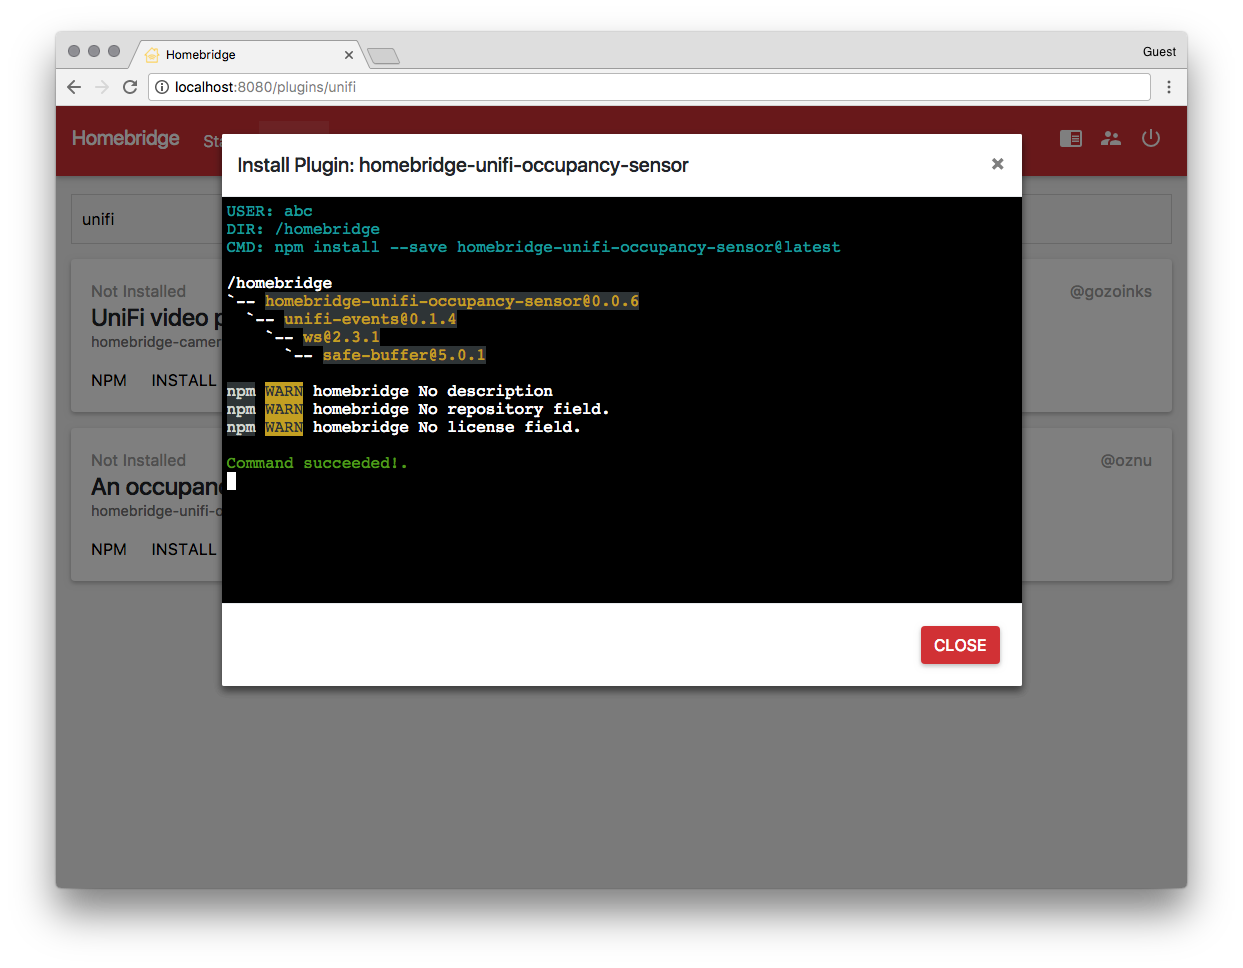 Homebridge
Guest
localhost:8080/plugins/unifi
Homebridge
Install Plugin: homebridge-unifi-occupancy-sensor
unifi
USER: abc
DIR: /homebridge
CMD: npm install --save homebridge-unifi-occupancy-sensor@latest
/homebridge
`-- homebridge-unifi-occupancy-sensor@0.0.6
`-- unifi-events@0.1.4
`-- ws@2.3.1
`-- safe-buffer@5.0.1
npm WARN homebridge No description
npm WARN homebridge No repository field.
npm WARN homebridge No license field.
Command succeeded!.
Not Installed @gozoinks
UniFi video
homebridge-camer
NPM INSTALL
Not Installed @oznu
An occupanc
homebridge-unifi-o
NPM INSTALL
CLOSE